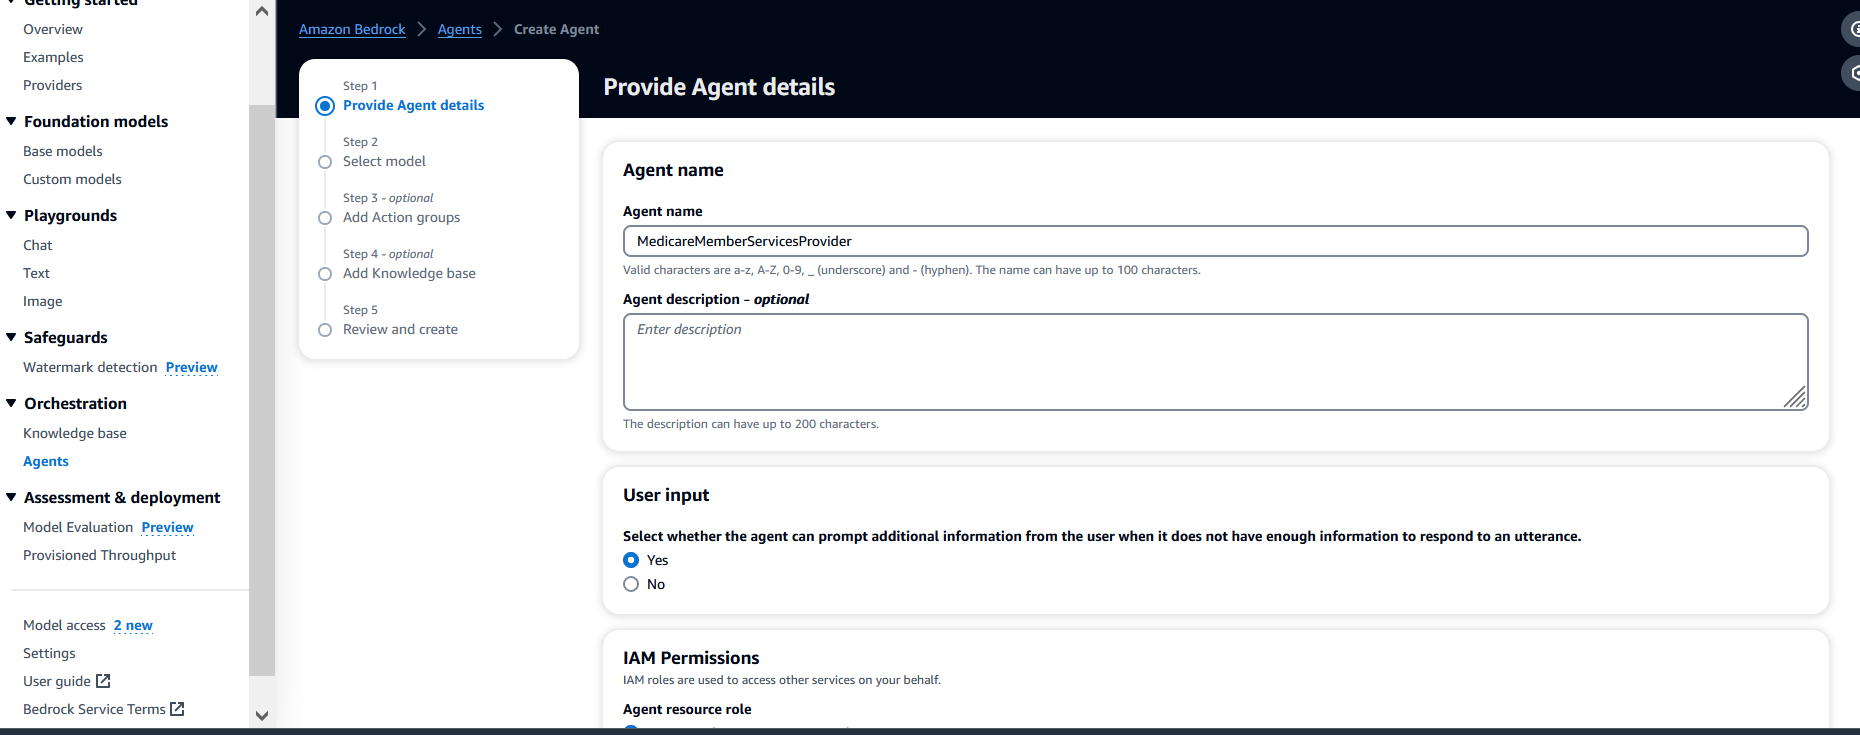 Getting started
Overview
Examples
Providers
Foundation models
Base models
Custom models
Playgrounds
Chat
Text
Image
Safeguards
Watermark detection Preview
Orchestration
Knowledge base
Agents
Assessment & deployment
Model Evaluation Preview
Provisioned Throughput
Model access 2 new
Settings
User guide
Bedrock Service Terms
Amazon Bedrock > Agents > Create Agent
Step 1
Provide Agent details
Step 2
Select model
Step 3 - optional
Add Action groups
Step 4 - optional
Add Knowledge base
Step 5
Review and create
Provide Agent details
Agent name
Agent name
MedicareMemberServicesProvider
Valid characters are a-z, A-Z, 0-9, _ (underscore) and - (hyphen). The name can have up to 100 characters.
Agent description - optional
Enter description
The description can have up to 200 characters.
User input
Select whether the agent can prompt additional information from the user when it does not have enough information to respond to an utterance.
Yes
No
IAM Permissions
IAM roles are used to access other services on your behalf.
Agent resource role